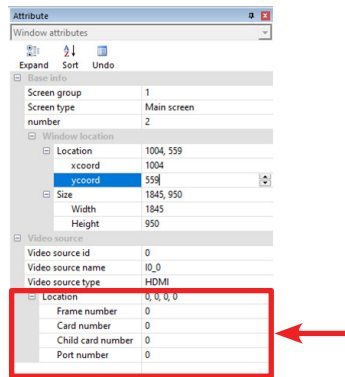 Attribute
Window attributes
Expand Sort Undo
Base info
Screen group 1
Screen type Main screen
number 2
Window location
Location 1004, 559
xcoord 1004
ycoord 559
Size 1845, 950
Width 1845
Height 950
Video source
Video source id 0
Video source name I0_0
Video source type HDMI
Location 0, 0, 0, 0
Frame number 0
Card number 0
Child card number 0
Port number 0